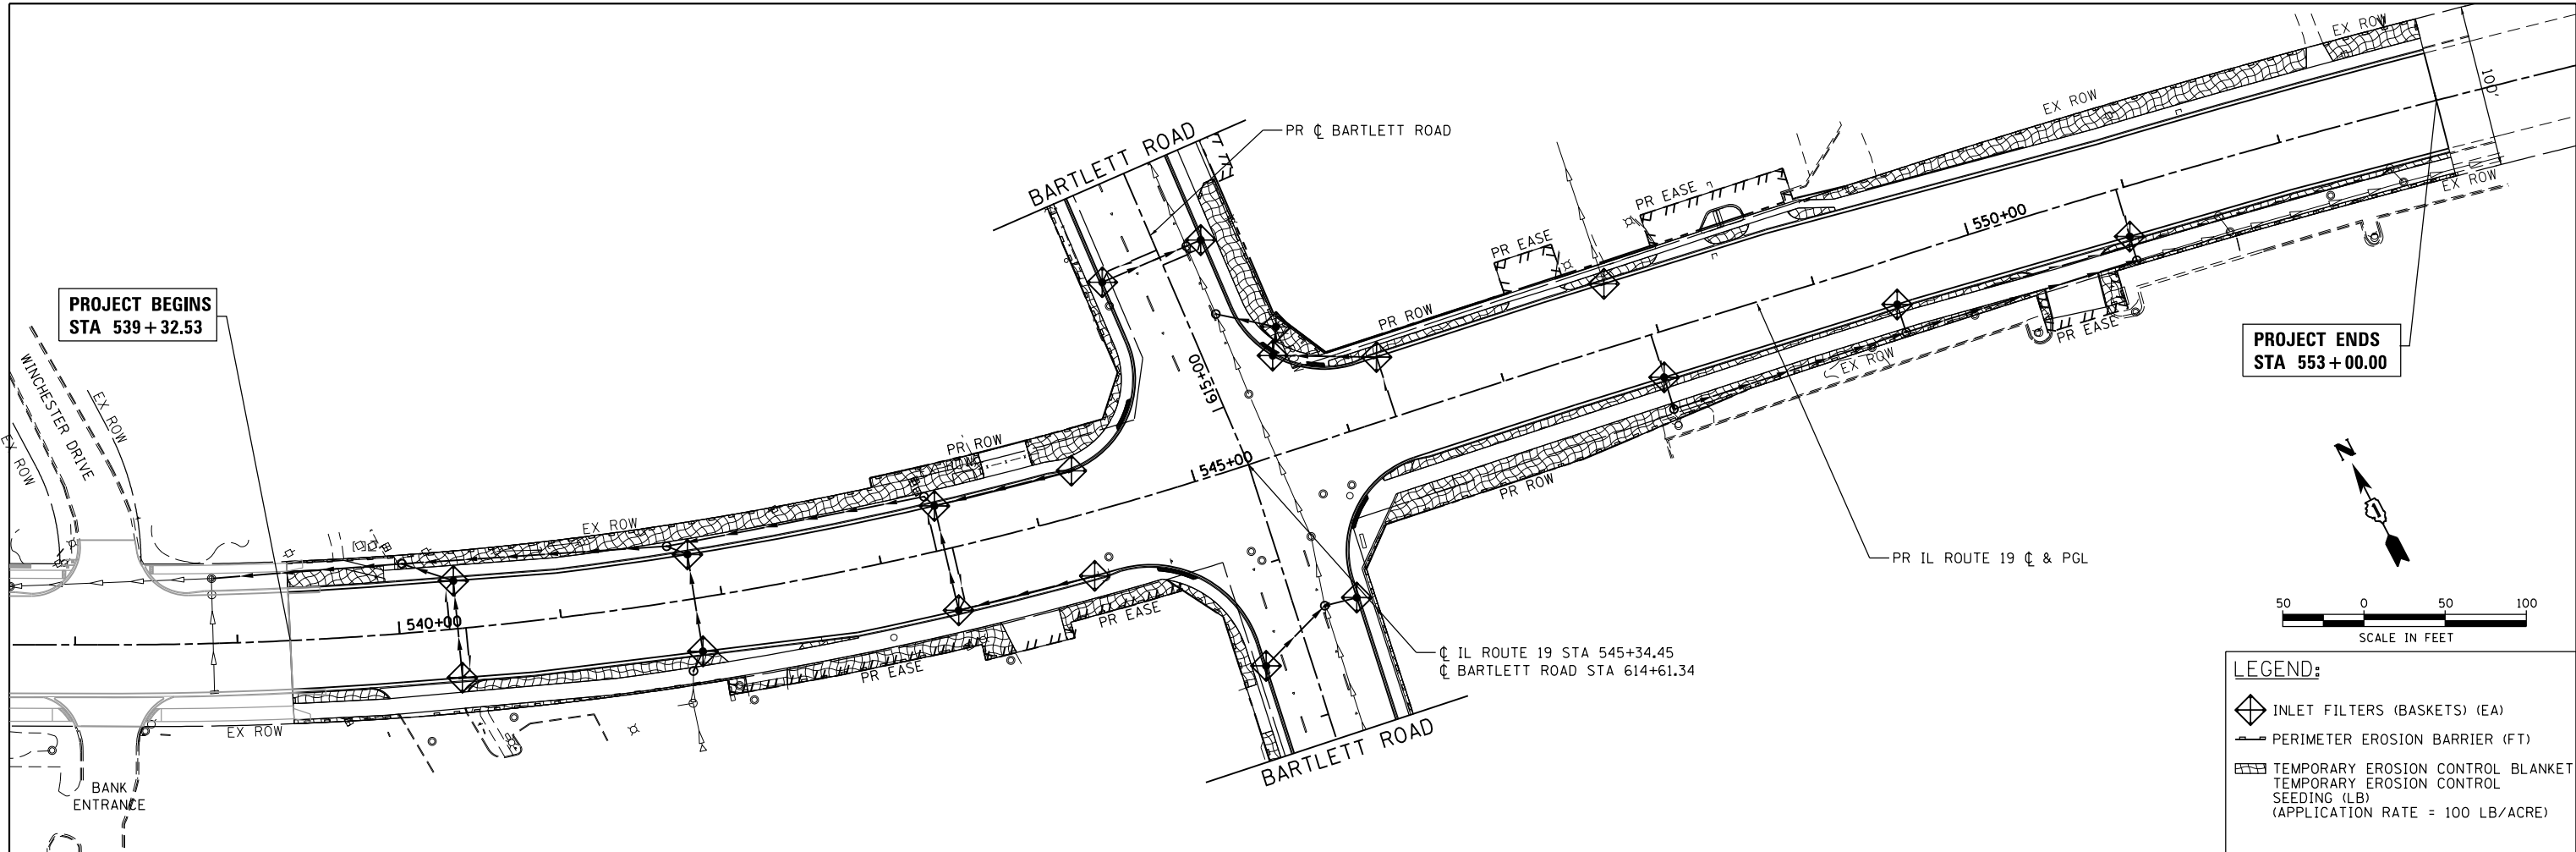 EX ROW
100'
BARTLETT ROAD
PR ℄ BARTLETT ROAD
EX ROW
PR EASE
EX ROW
PR EASE
550+00
PROJECT BEGINS
STA 539+32.53
PR ROW
PROJECT ENDS
STA 553+00.00
PR EASE
EX ROW
WINCHESTER DRIVE
EX ROW
EX ROW
615+00
PR ROW
545+00
PR ROW
N
EX ROW
PR IL ROUTE 19 ℄ & PGL
540+00
PR EASE
50 0 50 100
SCALE IN FEET
℄ IL ROUTE 19 STA 545+34.45
℄ BARTLETT ROAD STA 614+61.34
PR EASE
EX ROW
BARTLETT ROAD
BANK
ENTRANCE
LEGEND:
INLET FILTERS (BASKETS) (EA)
PERIMETER EROSION BARRIER (FT)
TEMPORARY EROSION CONTROL BLANKET
TEMPORARY EROSION CONTROL
SEEDING (LB)
(APPLICATION RATE = 100 LB/ACRE)